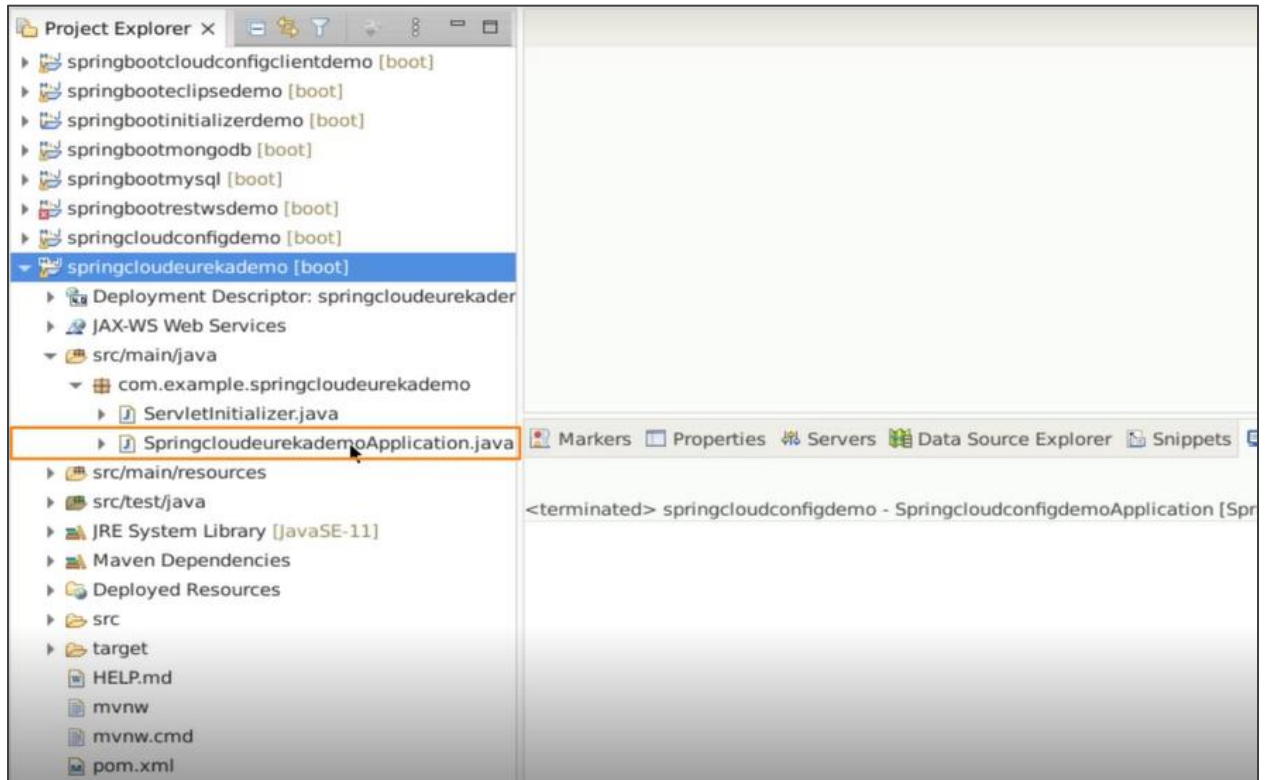 Project Explorer
springbootcloudconfigclientdemo [boot]
springbooteclipsedemo [boot]
springbootinitializerdemo [boot]
springbootmongodb [boot]
springbootmysql [boot]
springbootrestwsdemo [boot]
springcloudconfigdemo [boot]
springcloudeurekademo [boot]
Deployment Descriptor: springcloudeurekader
JAX-WS Web Services
src/main/java
com.example.springcloudeurekademo
ServletInitializer.java
SpringcloudeurekademoApplication.java
src/main/resources
src/test/java
JRE System Library [JavaSE-11]
Maven Dependencies
Deployed Resources
src
target
HELP.md
mvnw
mvnw.cmd
pom.xml
Markers Properties Servers Data Source Explorer Snippets
<terminated> springcloudconfigdemo - SpringcloudconfigdemoApplication [Spr